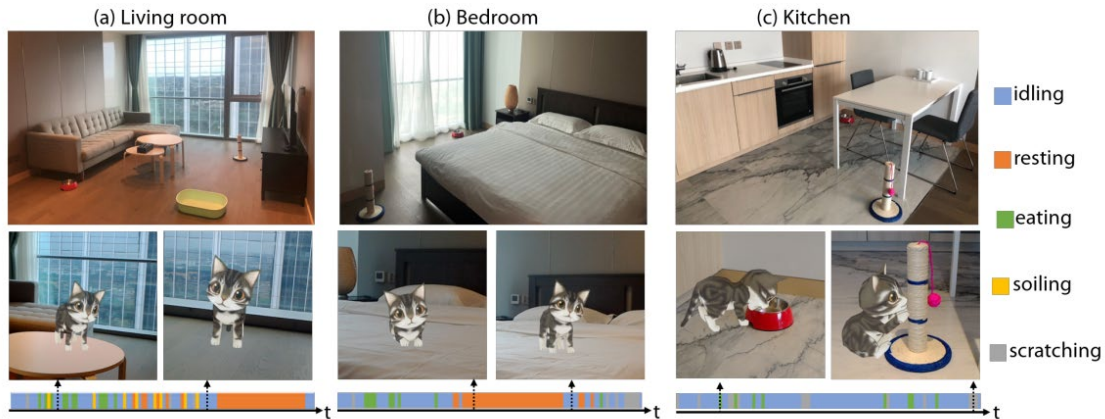 (a) Living room
(b) Bedroom
(c) Kitchen
idling
resting
eating
soiling
scratching
t
t
t